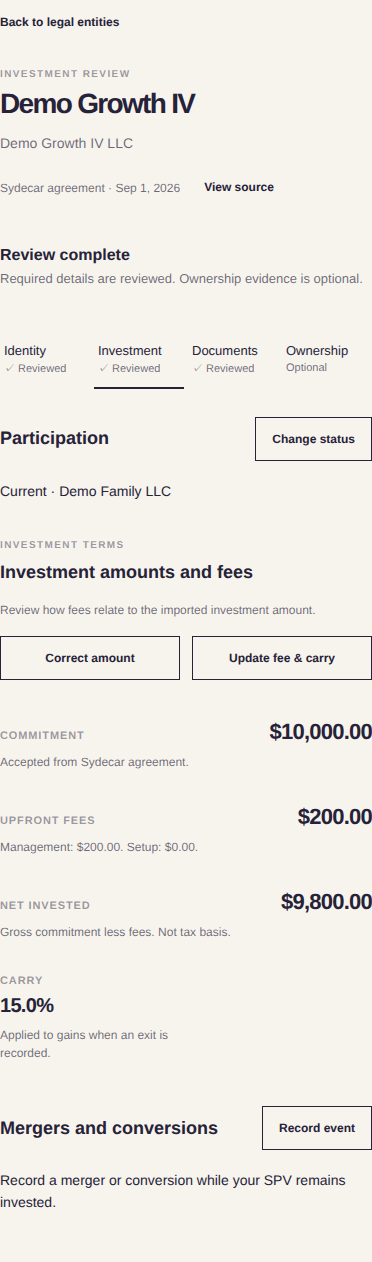 Back to legal entities
INVESTMENT REVIEW
Demo Growth IV
Demo Growth IV LLC
Sydecar agreement · Sep 1, 2026 View source
Review complete
Required details are reviewed. Ownership evidence is optional.
Identity Investment Documents Ownership
✓ Reviewed ✓ Reviewed ✓ Reviewed Optional
Participation Change status
Current · Demo Family LLC
INVESTMENT TERMS
Investment amounts and fees
Review how fees relate to the imported investment amount.
Correct amount Update fee & carry
COMMITMENT $10,000.00
Accepted from Sydecar agreement.
UPFRONT FEES $200.00
Management: $200.00. Setup: $0.00.
NET INVESTED $9,800.00
Gross commitment less fees. Not tax basis.
CARRY
15.0%
Applied to gains when an exit is
recorded.
Mergers and conversions Record event
Record a merger or conversion while your SPV remains
invested.